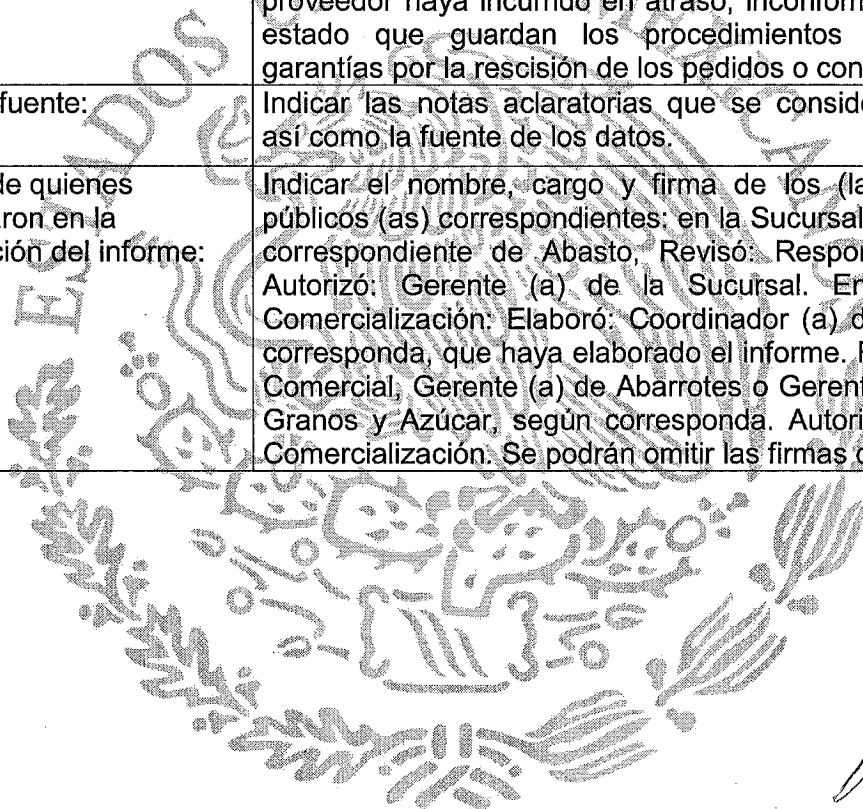 proveedor haya incurrido en atraso, inconform
estado que guardan los procedimientos
garantías por la rescisión de los pedidos o con
fuente:
Indicar las notas aclaratorias que se conside
así como la fuente de los datos.
de quienes
Indicar el nombre, cargo y firma de los (la
ron en la
públicos (as) correspondientes: en la Sucursal
ción del informe:
correspondiente de Abasto, Revisó: Respon
Autorizó: Gerente (a) de la Sucursal. En
Comercialización: Elaboró: Coordinador (a) d
corresponda, que haya elaborado el informe.
Comercial, Gerente (a) de Abarrotes o Gerent
Granos y Azúcar, según corresponda. Autori
Comercialización. Se podrán omitir las firmas
ESTADOS
MEXICANOS